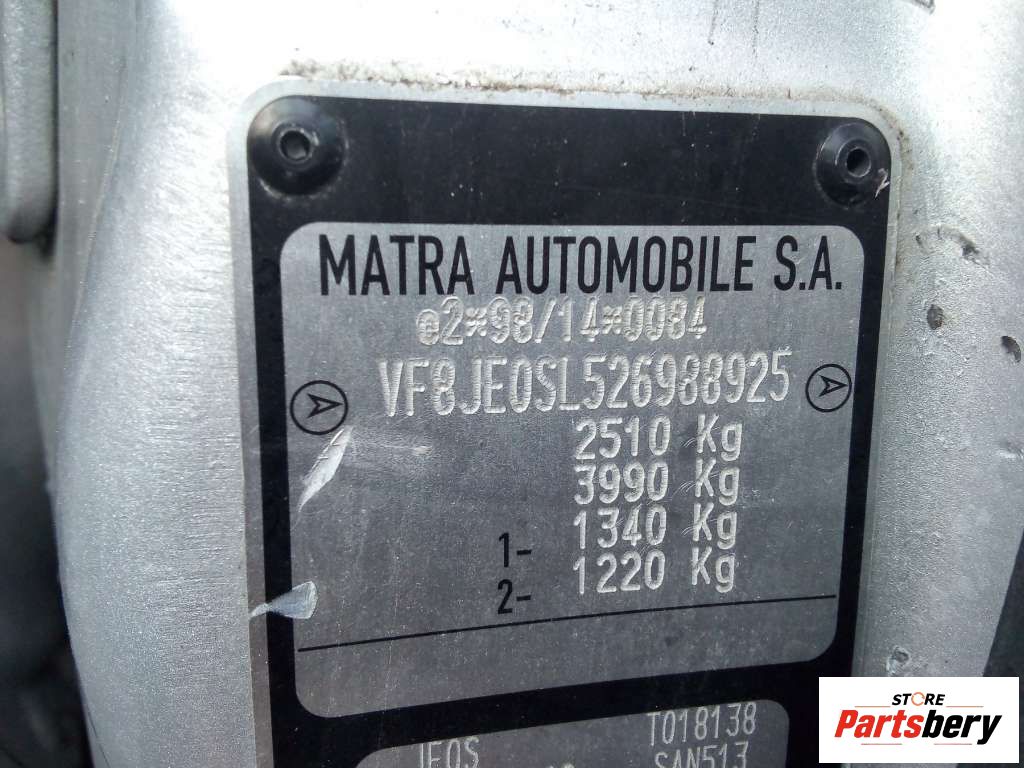 MATRA AUTOMOBILE S.A.
e2*98/14*0084
VF8JE0SL526988925
2510 Kg
3990 Kg
1- 1340 Kg
2- 1220 Kg
JE0S T018138
SAN513
STORE
Partsbery